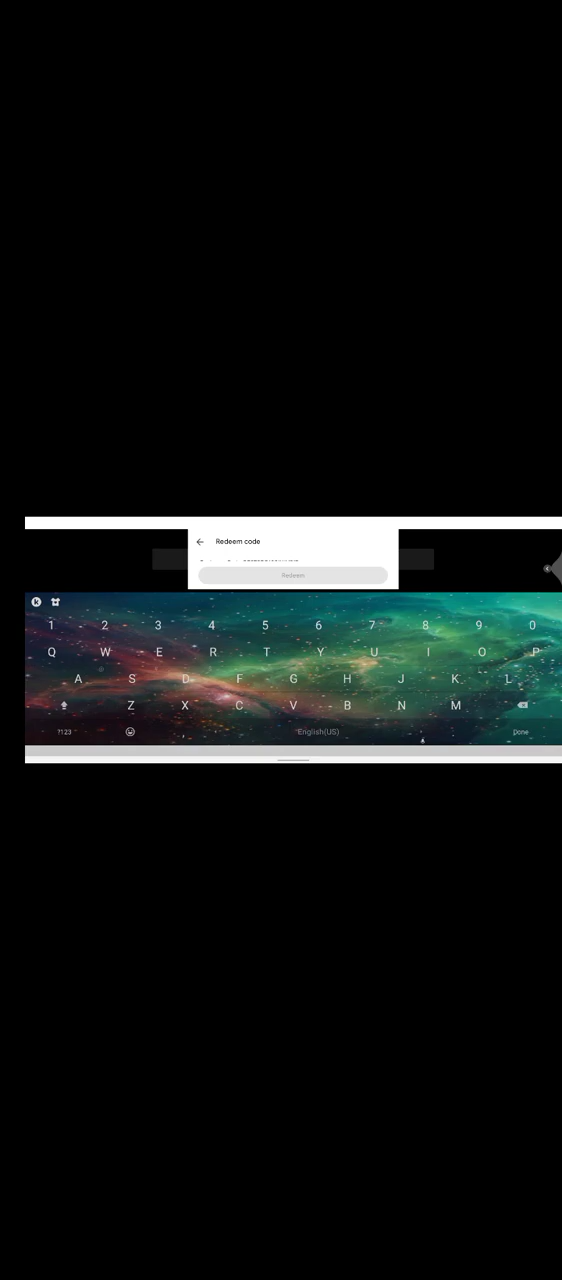 Redeem code
Redeem
1 2 3 4 5 6 7 8 9 0
Q W E R T Y U I O P
A S D F G H J K L
Z X C V B N M
?123 English(US) Done